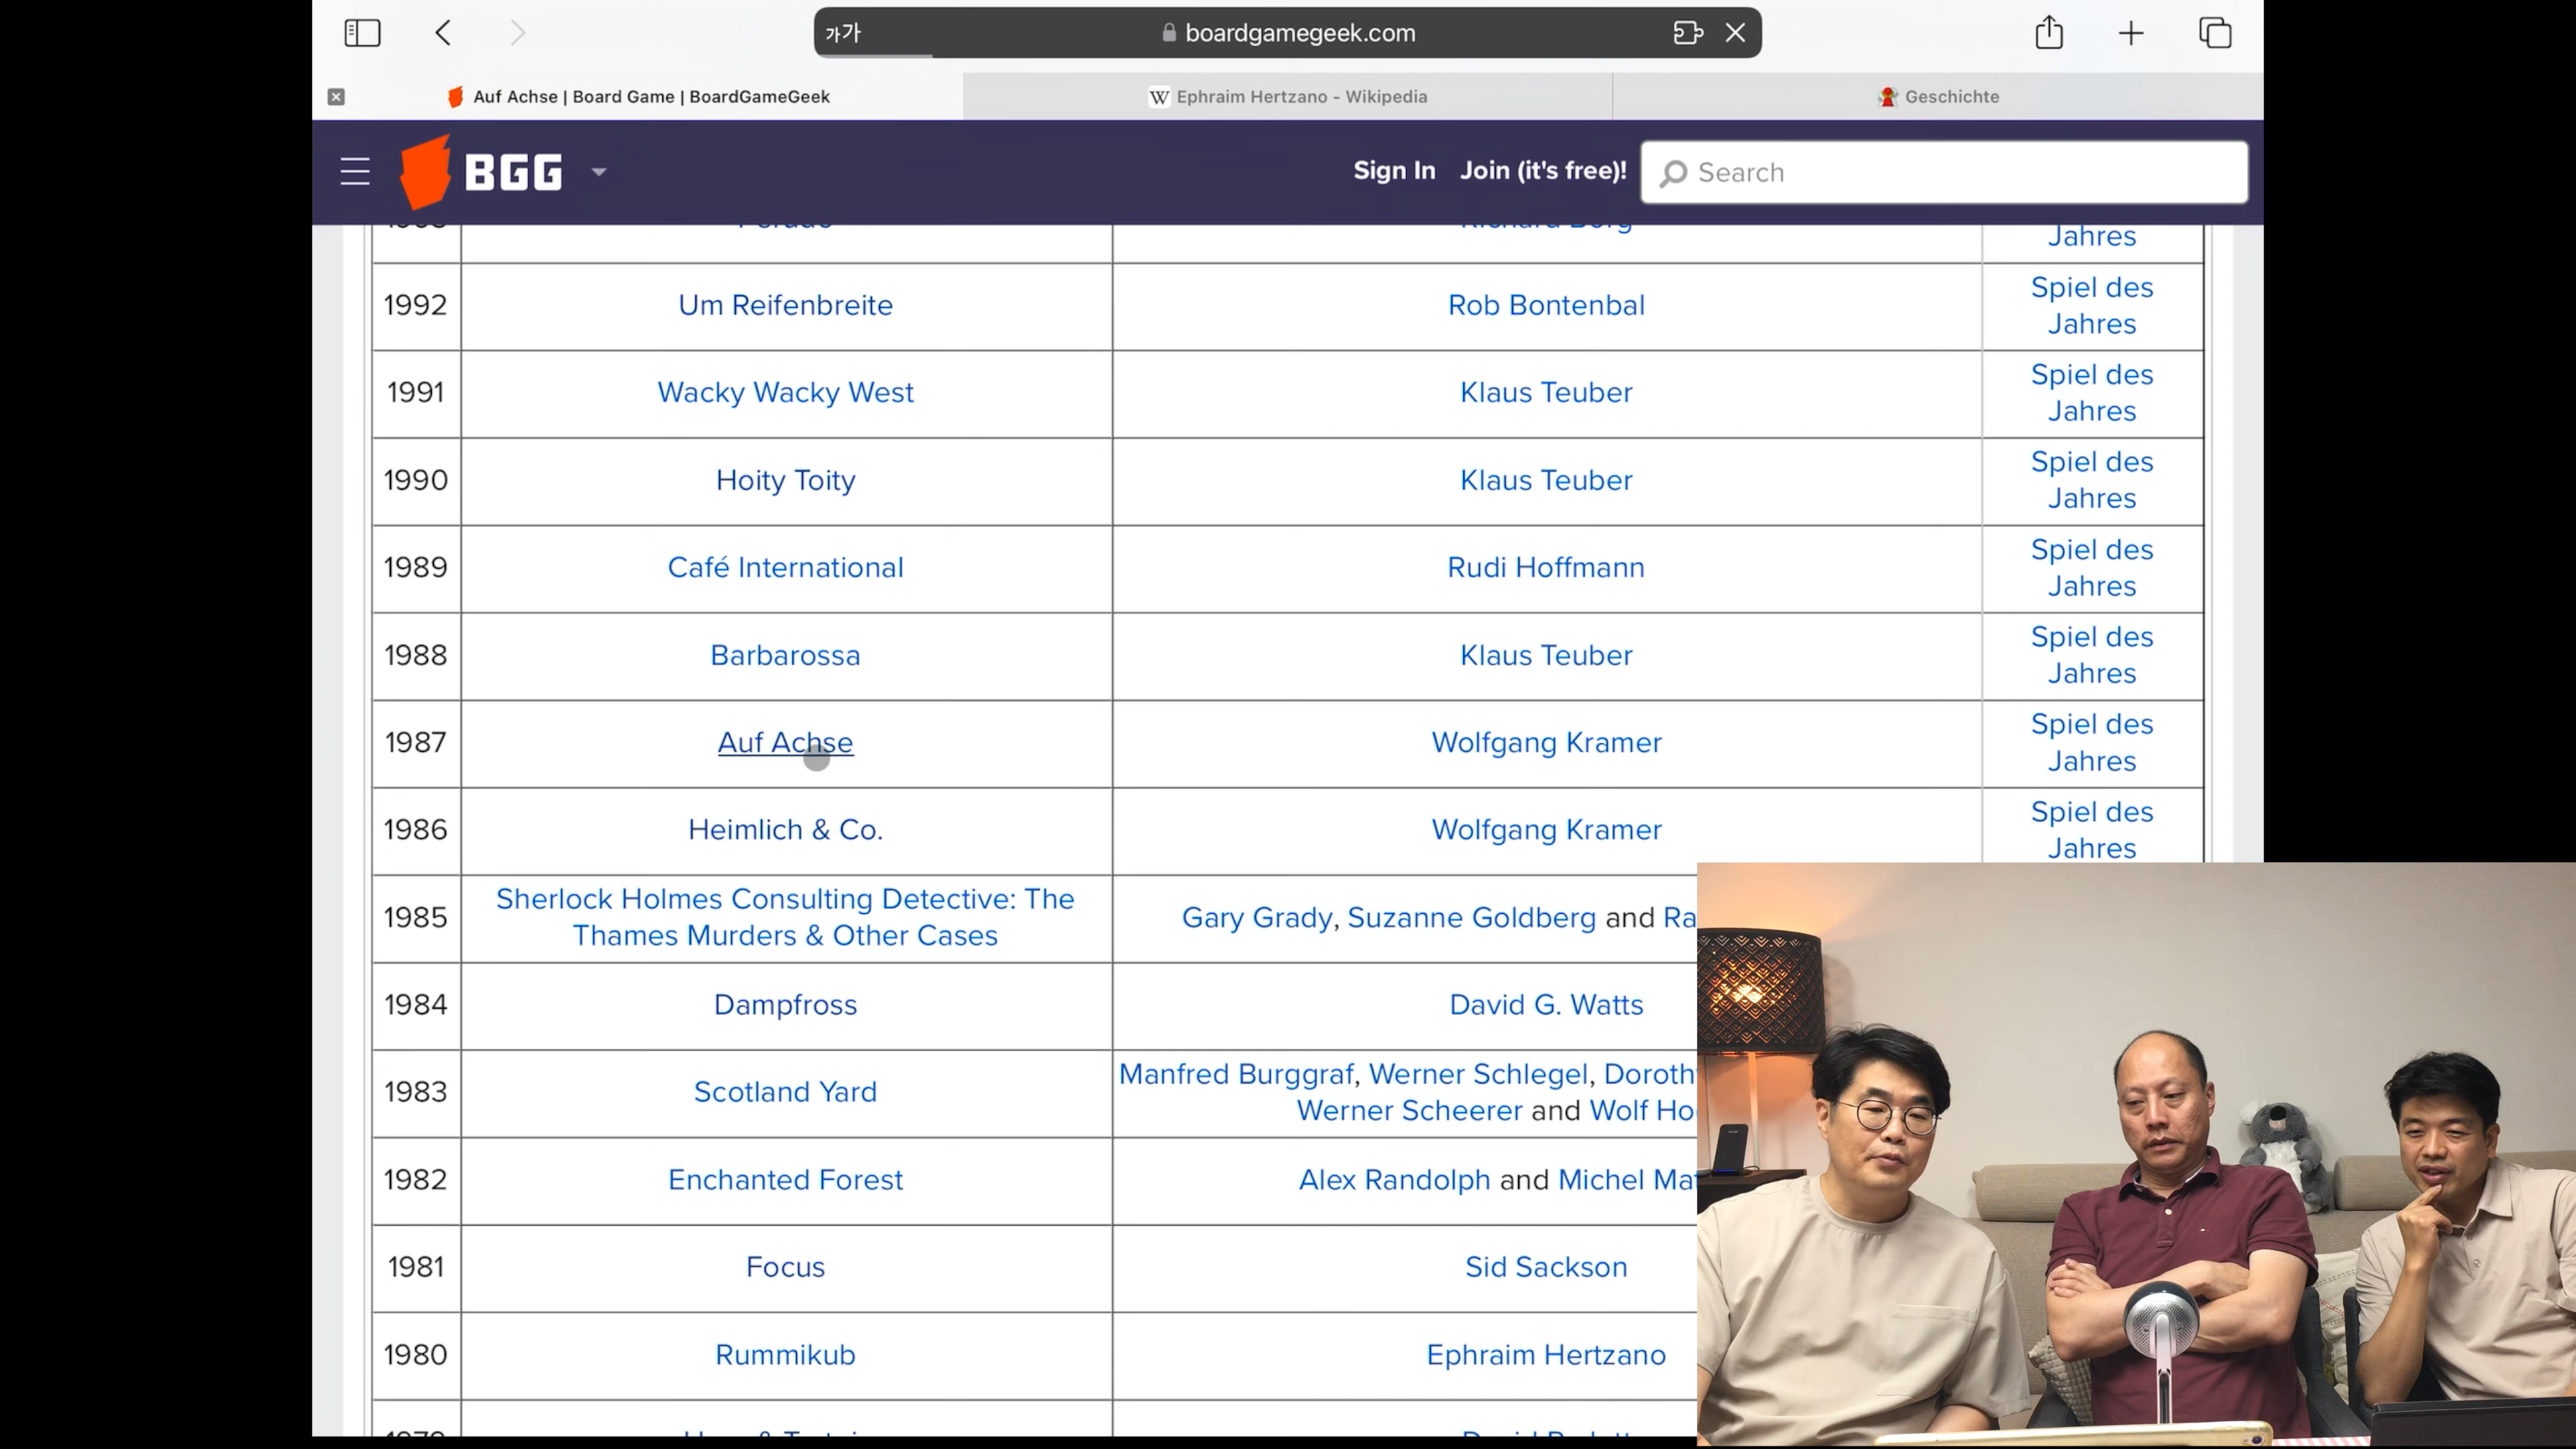 가가 boardgamegeek.com
Auf Achse | Board Game | BoardGameGeek
W Ephraim Hertzano - Wikipedia
Geschichte
BGG
Sign In Join (it's free)! Search
Jahres
1992 Um Reifenbreite Rob Bontenbal Spiel des
Jahres
1991 Wacky Wacky West Klaus Teuber Spiel des
Jahres
1990 Hoity Toity Klaus Teuber Spiel des
Jahres
1989 Café International Rudi Hoffmann Spiel des
Jahres
1988 Barbarossa Klaus Teuber Spiel des
Jahres
1987 Auf Achse Wolfgang Kramer Spiel des
Jahres
1986 Heimlich & Co. Wolfgang Kramer Spiel des
Jahres
1985 Sherlock Holmes Consulting Detective: The
Thames Murders & Other Cases
Gary Grady, Suzanne Goldberg and Ra
1984 Dampfross David G. Watts
1983 Scotland Yard Manfred Burggraf, Werner Schlegel, Doroth
Werner Scheerer and Wolf Ho
1982 Enchanted Forest Alex Randolph and Michel Ma
1981 Focus Sid Sackson
1980 Rummikub Ephraim Hertzano